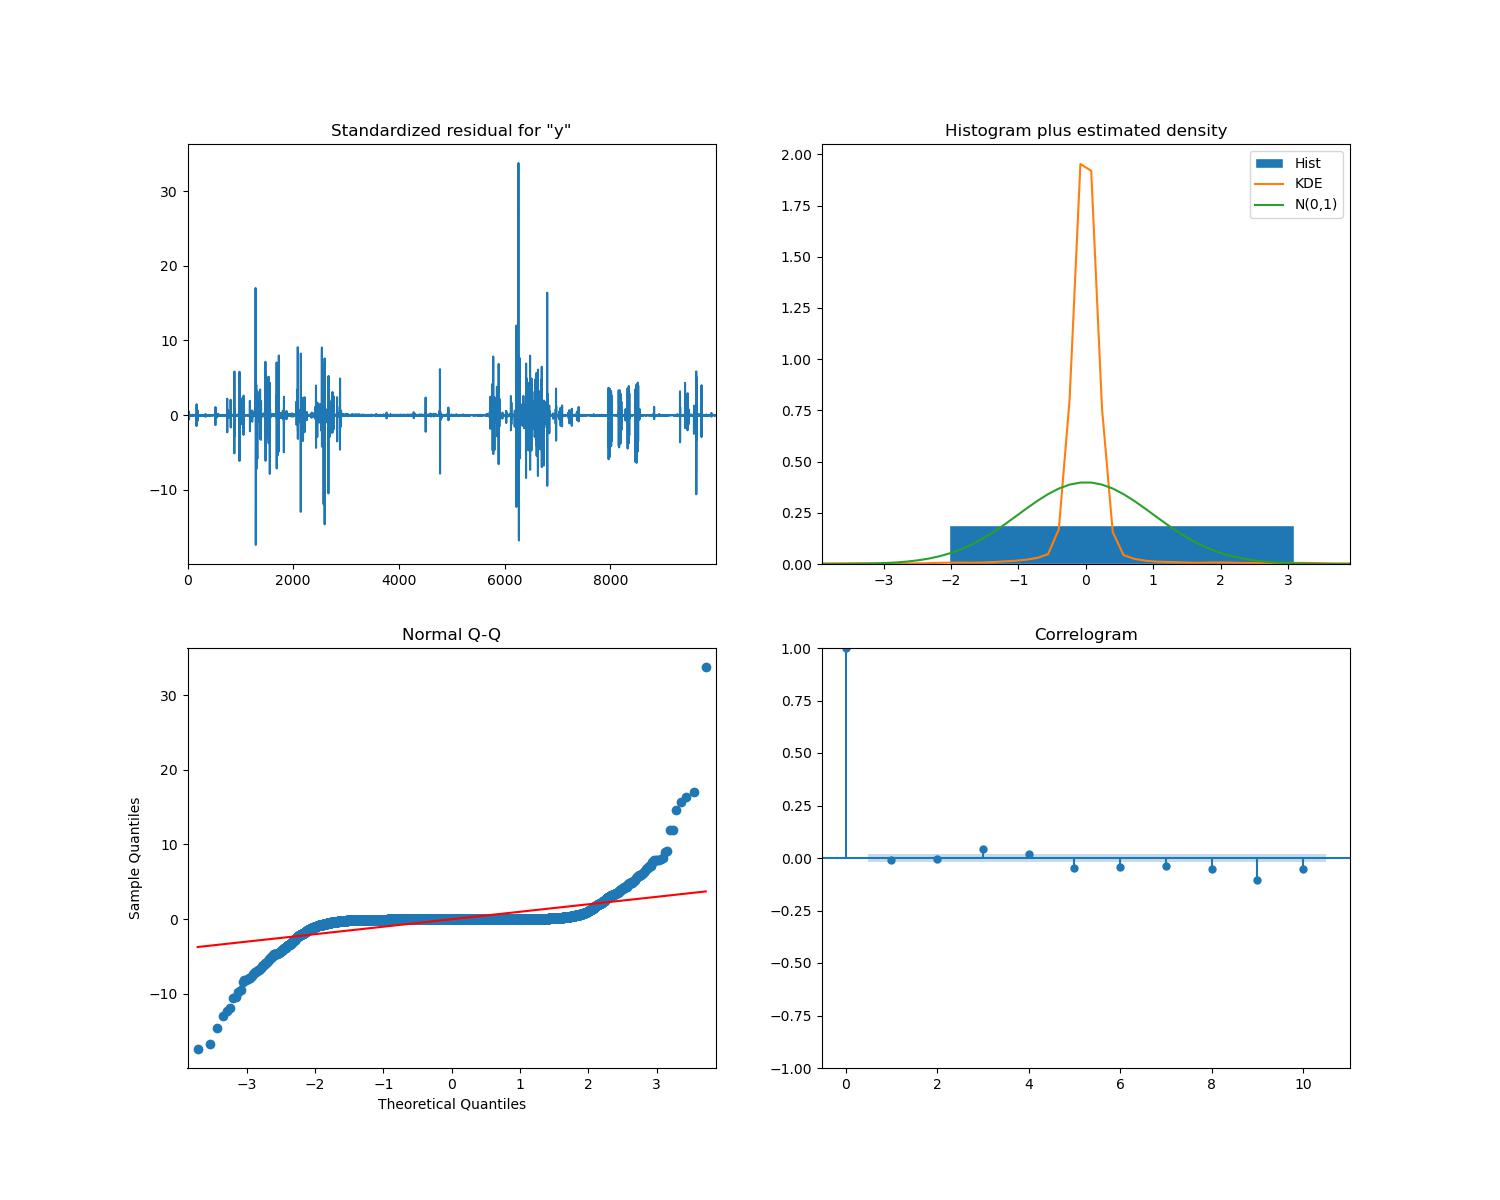 Standardized residual for "y"
30
20
10
0
−10
0 2000 4000 6000 8000
Histogram plus estimated density
2.00
1.75
1.50
1.25
1.00
0.75
0.50
0.25
0.00
−3 −2 −1 0 1 2 3
Hist
KDE
N(0,1)
Normal Q-Q
Sample Quantiles
30
20
10
0
−10
−3 −2 −1 0 1 2 3
Theoretical Quantiles
Correlogram
1.00
0.75
0.50
0.25
0.00
−0.25
−0.50
−0.75
−1.00
0 2 4 6 8 10